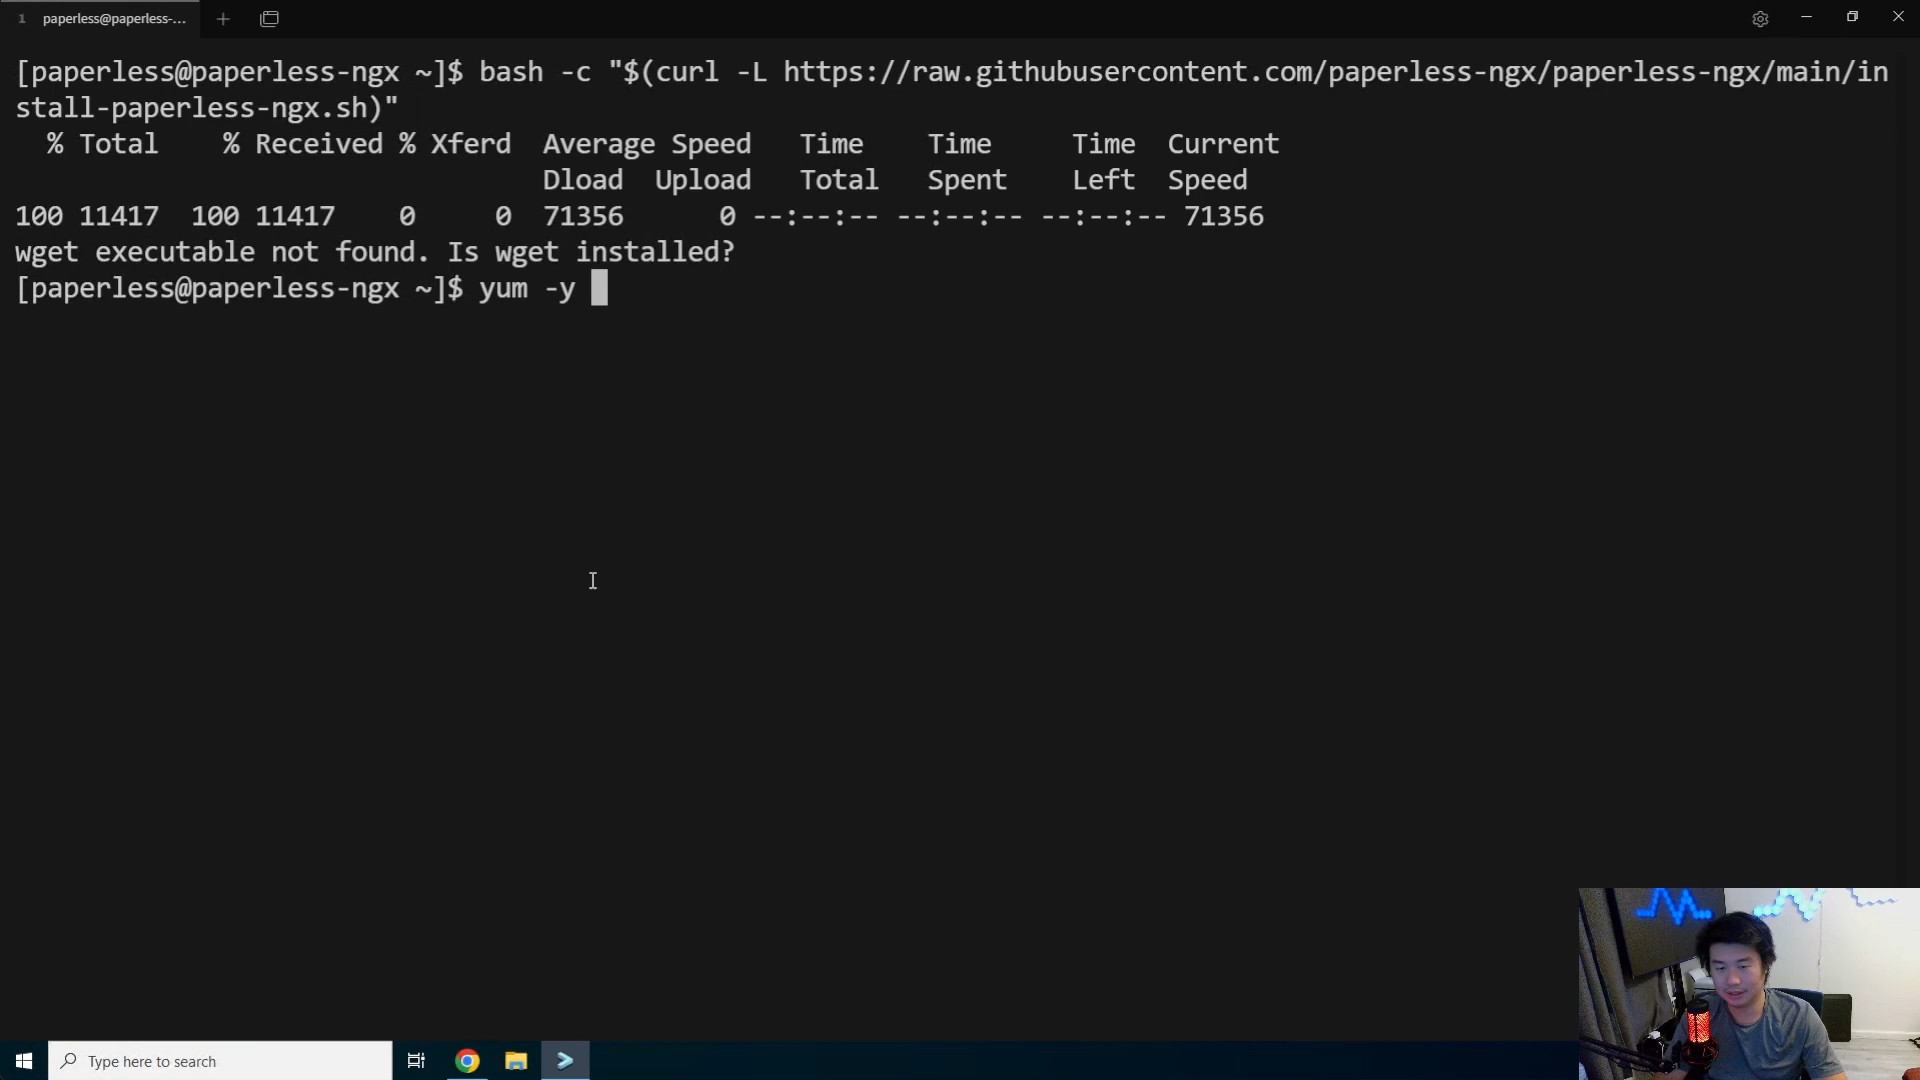 1 paperless@paperless-...
[paperless@paperless-ngx ~]$ bash -c "$(curl -L https://raw.githubusercontent.com/paperless-ngx/paperless-ngx/main/in
stall-paperless-ngx.sh)"
% Total % Received % Xferd Average Speed Time Time Time Current
Dload Upload Total Spent Left Speed
100 11417 100 11417 0 0 71356 0 --:--:-- --:--:-- --:--:-- 71356
wget executable not found. Is wget installed?
[paperless@paperless-ngx ~]$ yum -y
Type here to search